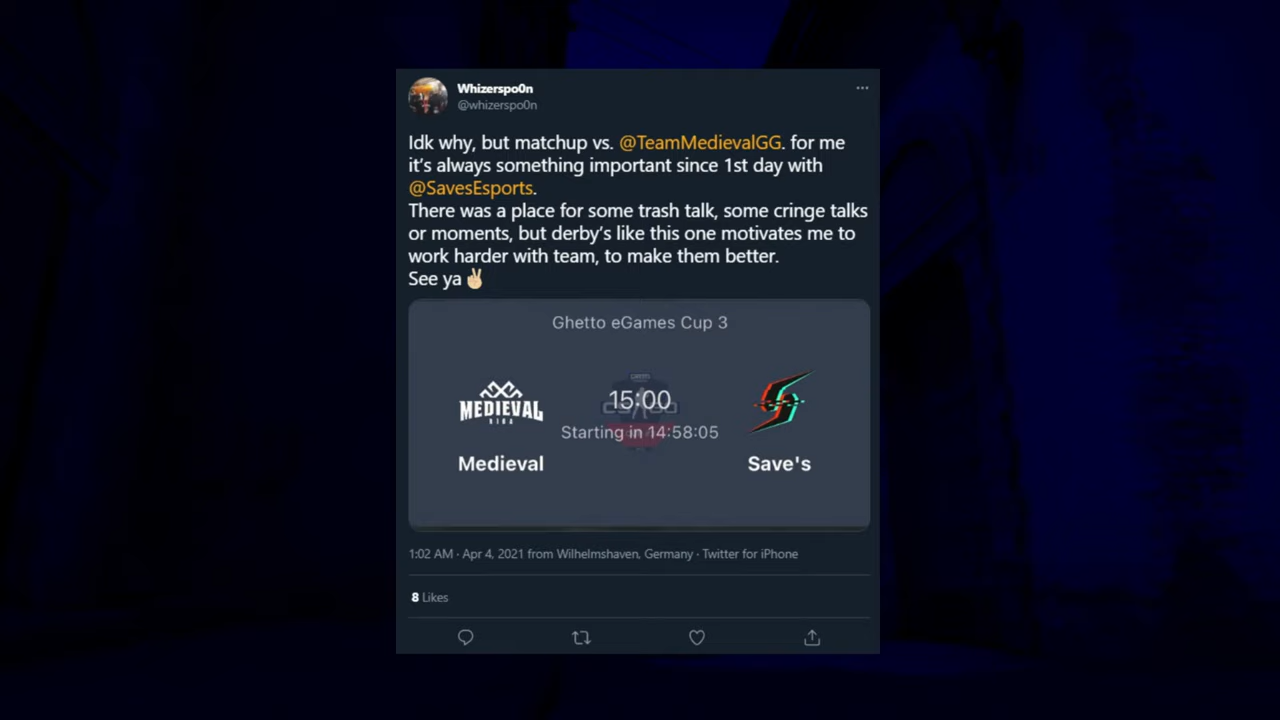 Whizerspo0n
@whizerspo0n
Idk why, but matchup vs. @TeamMedievalGG. for me
it's always something important since 1st day with
@SavesEsports.
There was a place for some trash talk, some cringe talks
or moments, but derby's like this one motivates me to
work harder with team, to make them better.
See ya✌🏼
Ghetto eGames Cup 3
MEDIEVAL
15:00
Starting in 14:58:05
Medieval
Save's
1:02 AM · Apr 4, 2021 from Wilhelmshaven, Germany · Twitter for iPhone
8 Likes